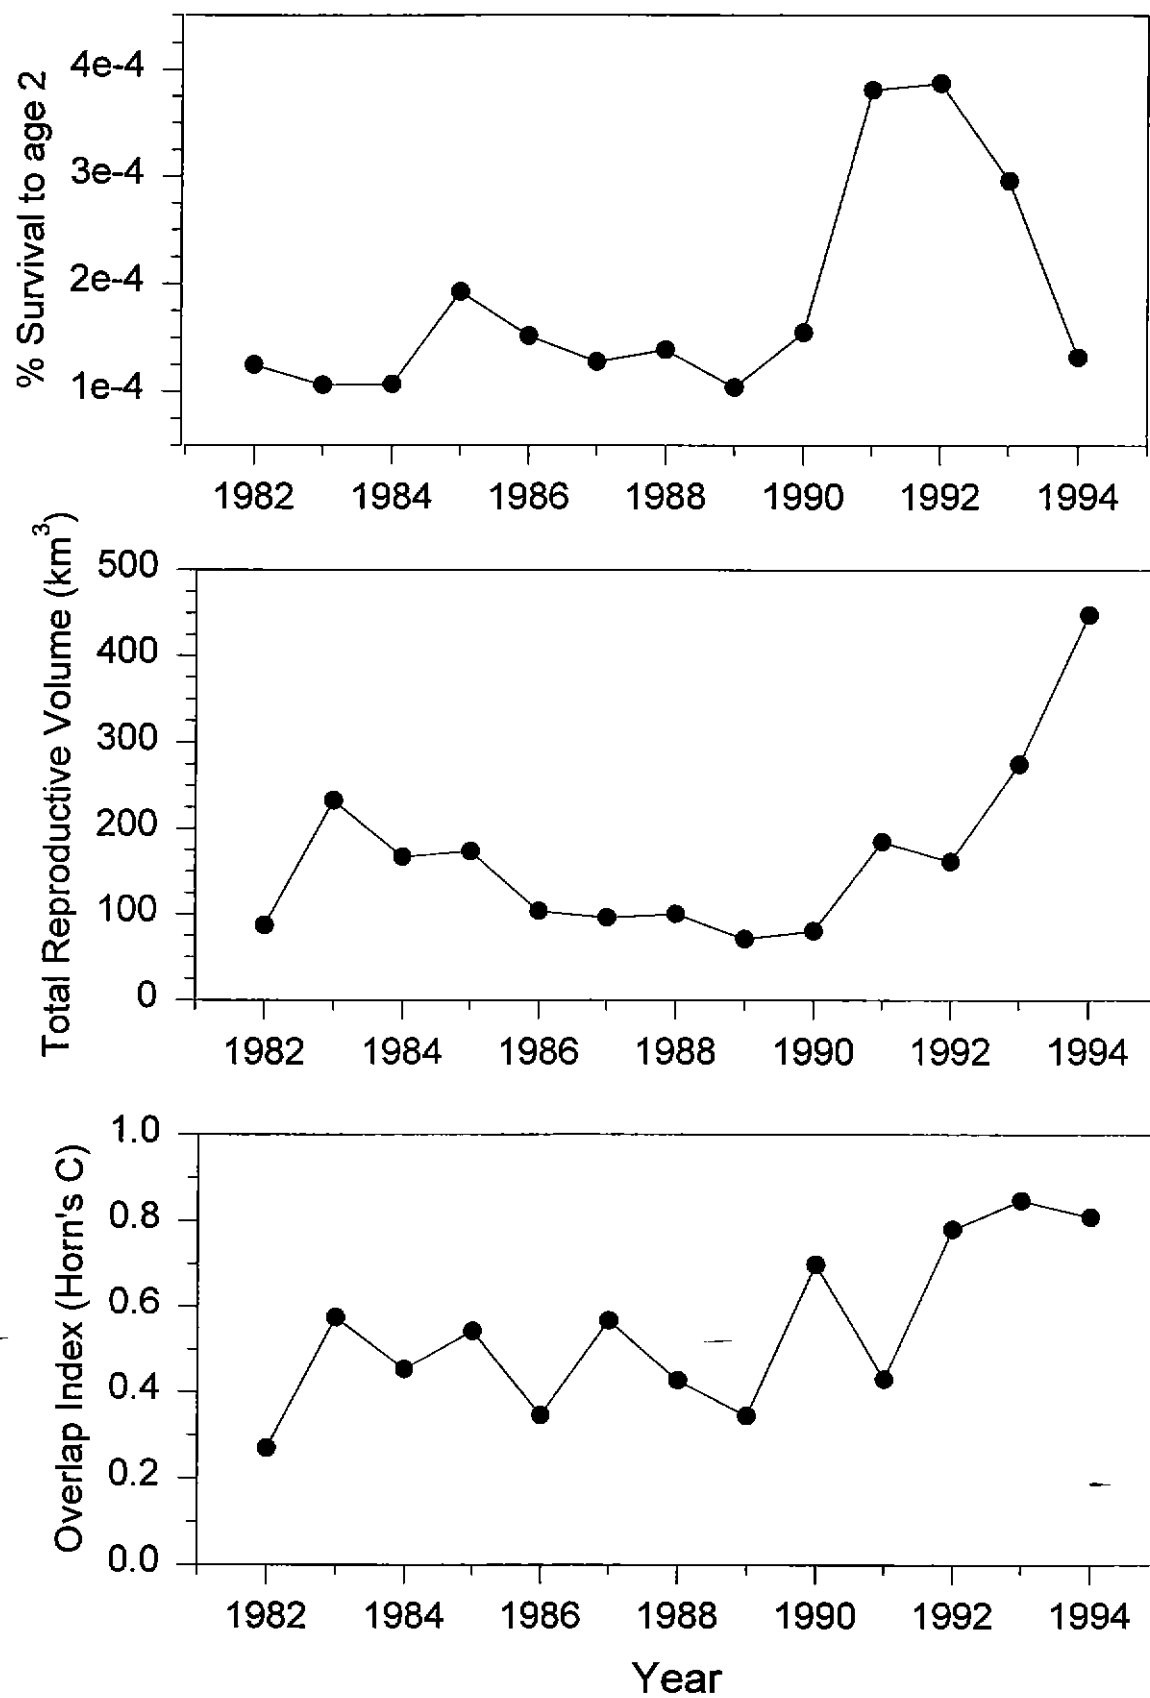 % Survival to age 2
4e-4
3e-4
2e-4
1e-4
1982 1984 1986 1988 1990 1992 1994
Total Reproductive Volume (km³)
500
400
300
200
100
0
1982 1984 1986 1988 1990 1992 1994
Overlap Index (Horn's C)
1.0
0.8
0.6
0.4
0.2
0.0
1982 1984 1986 1988 1990 1992 1994
Year